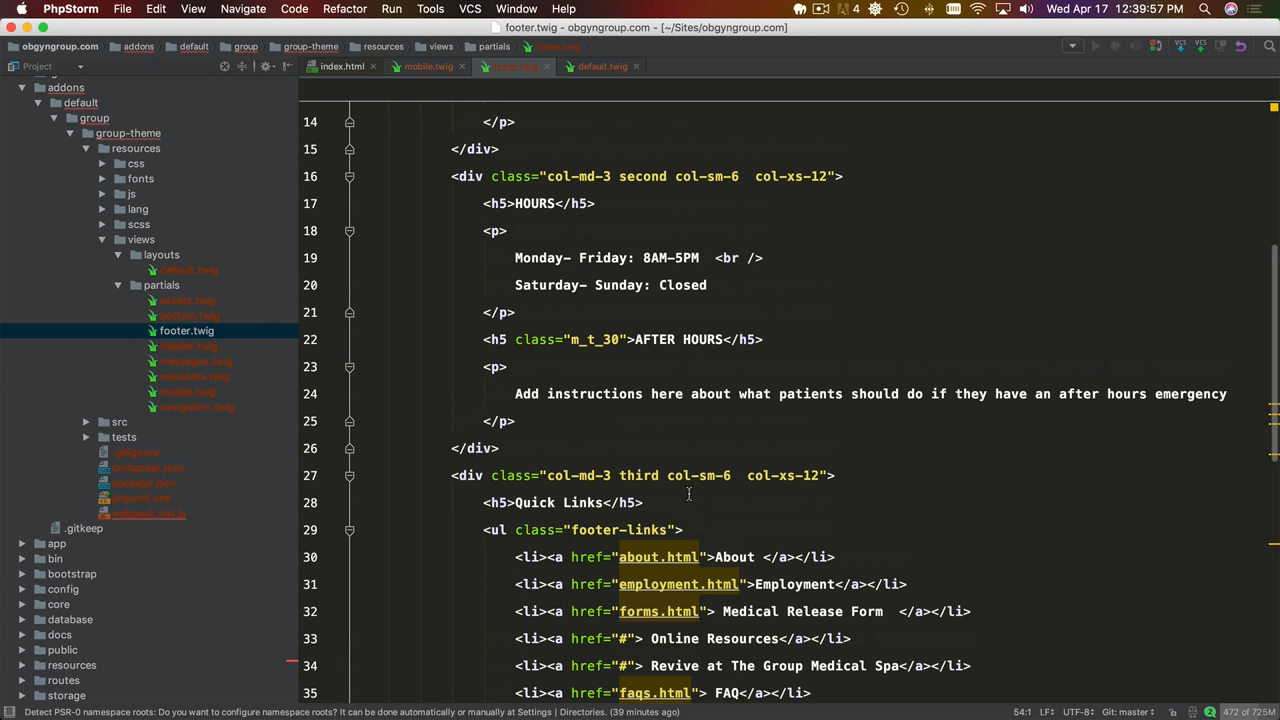 PhpStorm File Edit View Navigate Code Refactor Run Tools VCS Window Help 4 100% Wed Apr 17 12:39:57 PM
footer.twig - obgyngroup.com - [~/Sites/obgyngroup.com]
obgyngroup.com addons default group group-theme resources views partials footer.twig
Project index.html mobile.twig footer.twig default.twig
addons
default
group
group-theme
resources
css
fonts
js
lang
scss
views
layouts
default.twig
partials
assets.twig
bottom.twig
footer.twig
header.twig
messages.twig
metadata.twig
mobile.twig
navigation.twig
src
tests
.gitignore
composer.json
package.json
phpunit.xml
webpack.mix.js
.gitkeep
app
bin
bootstrap
config
core
database
docs
public
resources
routes
storage
14 </p>
15 </div>
16 <div class="col-md-3 second col-sm-6  col-xs-12">
17 <h5>HOURS</h5>
18 <p>
19 Monday- Friday: 8AM-5PM  <br />
20 Saturday- Sunday: Closed
21 </p>
22 <h5 class="m_t_30">AFTER HOURS</h5>
23 <p>
24 Add instructions here about what patients should do if they have an after hours emergency
25 </p>
26 </div>
27 <div class="col-md-3 third col-sm-6  col-xs-12">
28 <h5>Quick Links</h5>
29 <ul class="footer-links">
30 <li><a href="about.html">About </a></li>
31 <li><a href="employment.html">Employment</a></li>
32 <li><a href="forms.html"> Medical Release Form  </a></li>
33 <li><a href="#"> Online Resources</a></li>
34 <li><a href="#"> Revive at The Group Medical Spa</a></li>
35 <li><a href="faqs.html"> FAQ</a></li>
Detect PSR-0 namespace roots: Do you want to configure namespace roots? It can be done automatically or manually at Settings | Directories. (39 minutes ago) 54:1 LF÷ UTF-8÷ Git: master÷ 2 472 of 725M